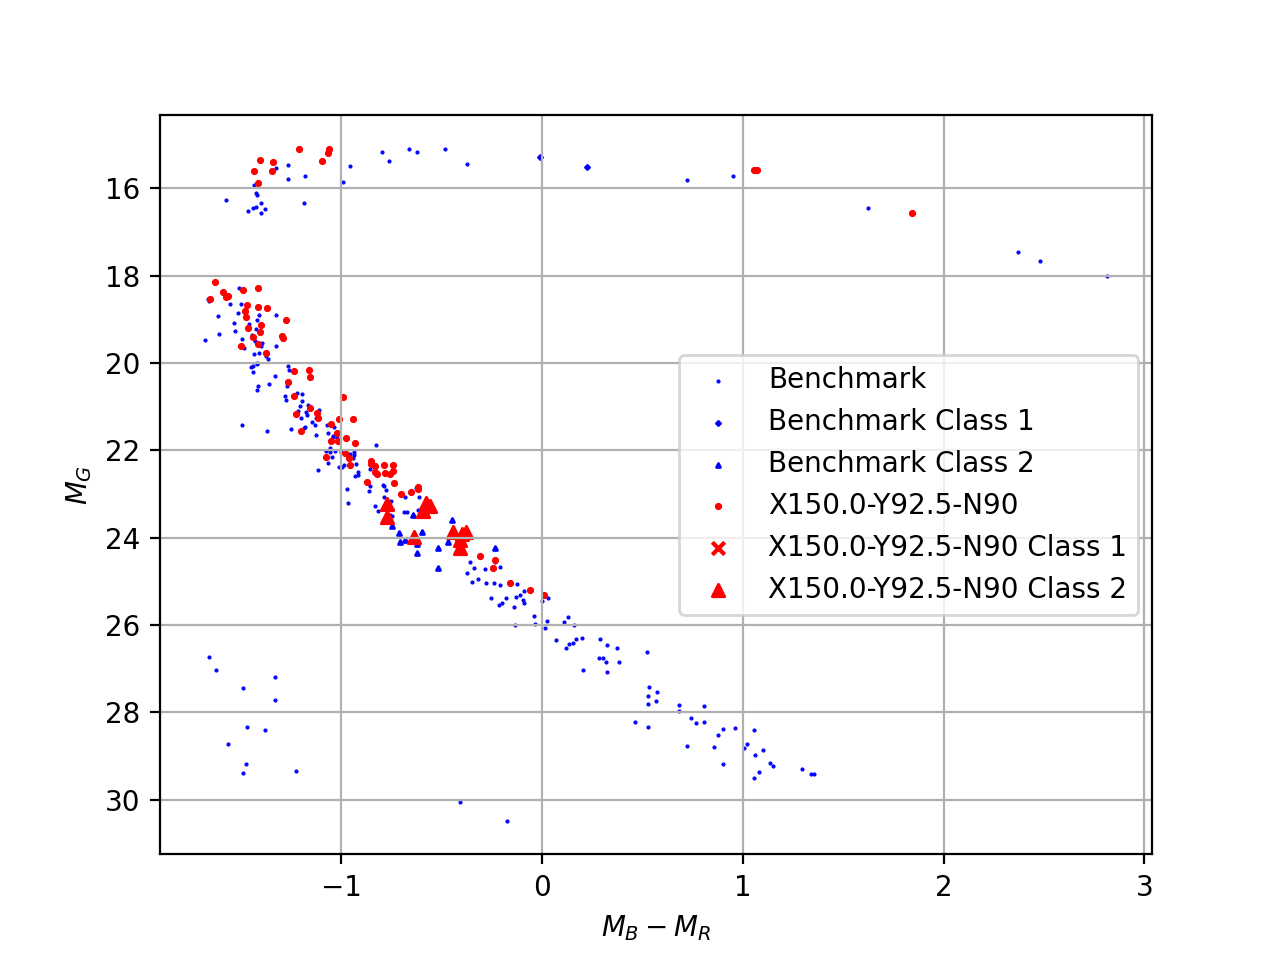 16
18
20
22
24
26
28
30
M_G
Benchmark
Benchmark Class 1
Benchmark Class 2
X150.0-Y92.5-N90
X150.0-Y92.5-N90 Class 1
X150.0-Y92.5-N90 Class 2
−1 0 1 2 3
M_B − M_R